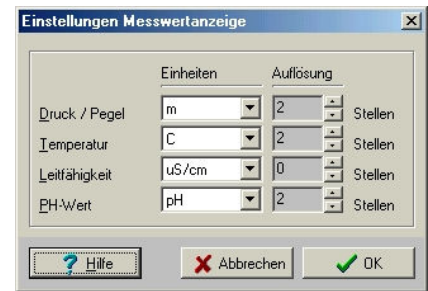 Einstellungen Messwertanzeige
Einheiten Auflösung
Druck / Pegel m 2 Stellen
Temperatur C 2 Stellen
Leitfähigkeit uS/cm 0 Stellen
PH-Wert pH 2 Stellen
? Hilfe Abbrechen OK